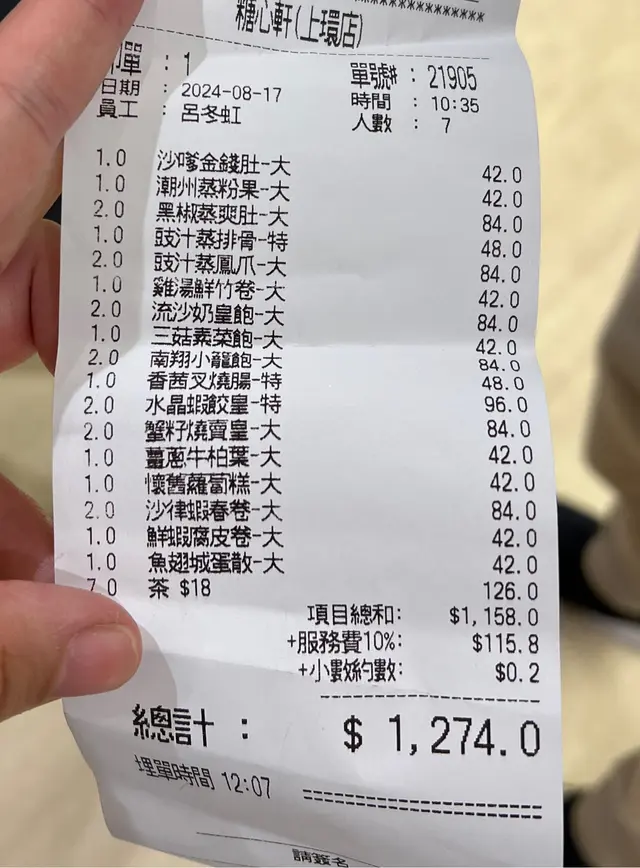 ****************
糖心軒(上環店)
印單 : 1 單號# : 21905
日期 : 2024-08-17 時間 : 10:35
員工 : 呂冬虹 人數 : 7
1.0 沙嗲金錢肚-大 42.0
1.0 潮州蒸粉果-大 42.0
2.0 黑椒蒸爽肚-大 84.0
1.0 豉汁蒸排骨-特 48.0
2.0 豉汁蒸鳳爪-大 84.0
1.0 雞湯鮮竹卷-大 42.0
2.0 流沙奶皇飽-大 84.0
1.0 三菇素菜飽-大 42.0
2.0 南翔小籠飽-大 84.0
1.0 香茜叉燒腸-特 48.0
2.0 水晶蝦餃皇-特 96.0
2.0 蟹籽燒賣皇-大 84.0
1.0 薑蔥牛柏葉-大 42.0
1.0 懷舊蘿蔔糕-大 42.0
2.0 沙律蝦春卷-大 84.0
1.0 鮮蝦腐皮卷-大 42.0
1.0 魚翅城蛋散-大 42.0
7.0 茶 $18 126.0
項目總和: $1,158.0
+服務費10%: $115.8
+小數約數: $0.2
總計 : $ 1,274.0
埋單時間 12:07
請簽名